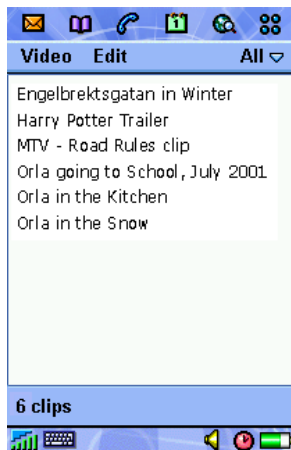 1
Video Edit All
Engelbrektsgatan in Winter
Harry Potter Trailer
MTV - Road Rules clip
Orla going to School, July 2001
Orla in the Kitchen
Orla in the Snow
6 clips